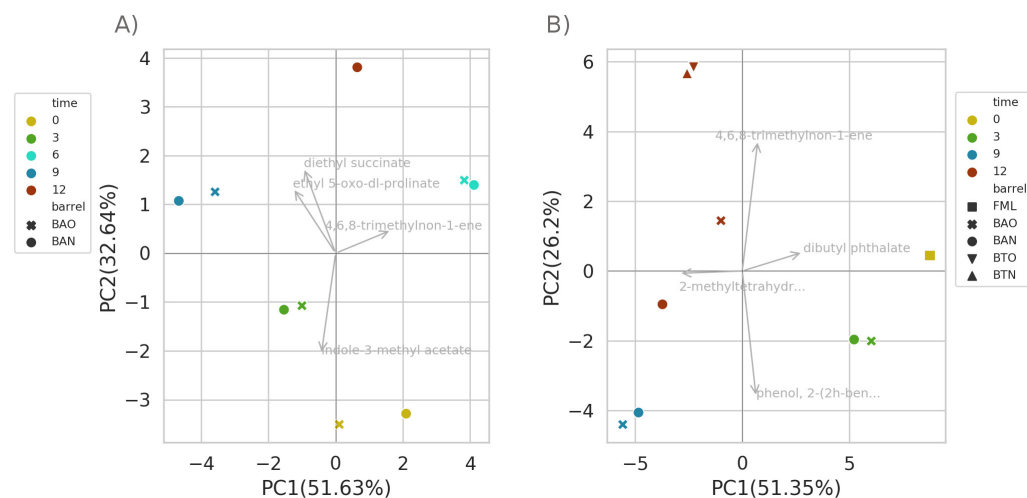 A)
B)
time
0
3
6
9
12
barrel
BAO
BAN
PC2(32.64%)
4
3
2
1
0
−1
−2
−3
diethyl succinate
ethyl 5-oxo-dl-prolinate
4,6,8-trimethylnon-1-ene
indole-3-methyl acetate
−4
−2
0
2
4
PC1(51.63%)
PC2(26.2%)
6
4
2
0
−2
−4
4,6,8-trimethylnon-1-ene
dibutyl phthalate
2-methyltetrahydr...
phenol, 2-(2h-ben...
−5
0
5
PC1(51.35%)
time
0
3
9
12
barrel
FML
BAO
BAN
BTO
BTN